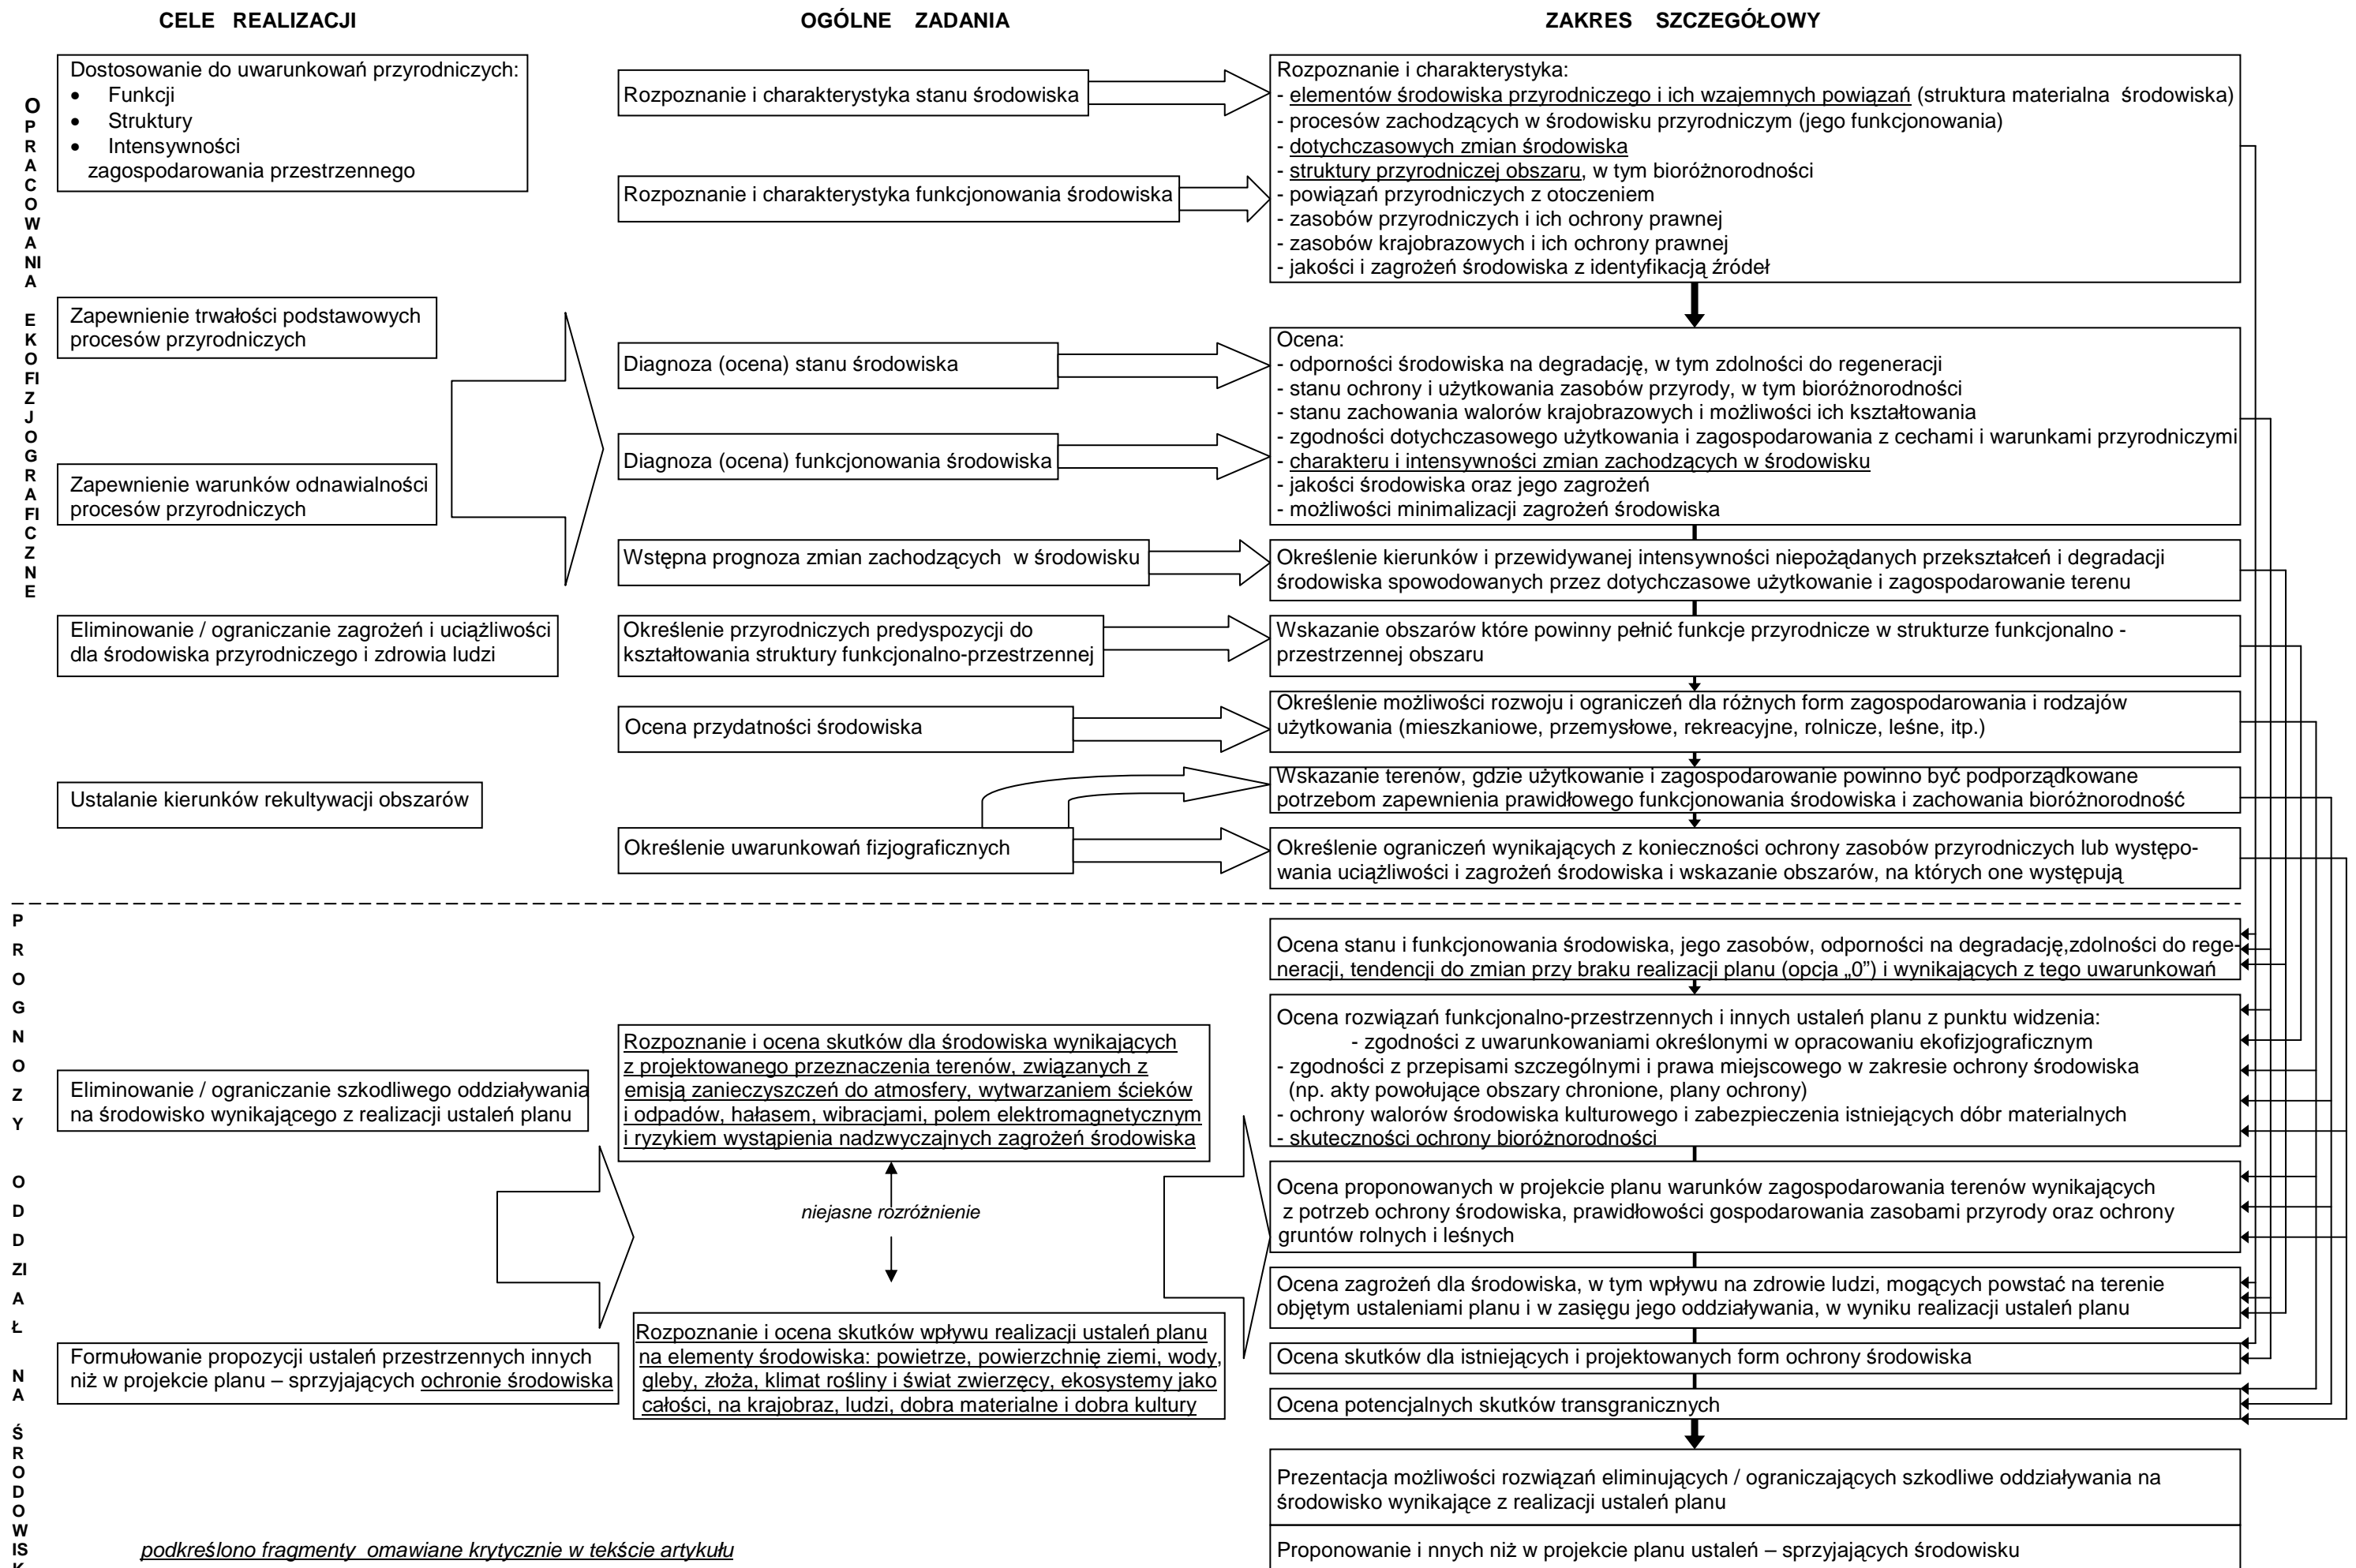 CELE REALIZACJI
OGÓLNE ZADANIA
ZAKRES SZCZEGÓŁOWY
OPRACOWANIA EKOFIZJOGRAFICZNE
Dostosowanie do uwarunkowań przyrodniczych:
• Funkcji
• Struktury
• Intensywności
zagospodarowania przestrzennego
Zapewnienie trwałości podstawowych
procesów przyrodniczych
Zapewnienie warunków odnawialności
procesów przyrodniczych
Eliminowanie / ograniczanie zagrożeń i uciążliwości
dla środowiska przyrodniczego i zdrowia ludzi
Ustalanie kierunków rekultywacji obszarów
Rozpoznanie i charakterystyka stanu środowiska
Rozpoznanie i charakterystyka funkcjonowania środowiska
Diagnoza (ocena) stanu środowiska
Diagnoza (ocena) funkcjonowania środowiska
Wstępna prognoza zmian zachodzących w środowisku
Określenie przyrodniczych predyspozycji do
kształtowania struktury funkcjonalno-przestrzennej
Ocena przydatności środowiska
Określenie uwarunkowań fizjograficznych
Rozpoznanie i charakterystyka:
- elementów środowiska przyrodniczego i ich wzajemnych powiązań (struktura materialna środowiska)
- procesów zachodzących w środowisku przyrodniczym (jego funkcjonowania)
- dotychczasowych zmian środowiska
- struktury przyrodniczej obszaru, w tym bioróżnorodności
- powiązań przyrodniczych z otoczeniem
- zasobów przyrodniczych i ich ochrony prawnej
- zasobów krajobrazowych i ich ochrony prawnej
- jakości i zagrożeń środowiska z identyfikacją źródeł
Ocena:
- odporności środowiska na degradację, w tym zdolności do regeneracji
- stanu ochrony i użytkowania zasobów przyrody, w tym bioróżnorodności
- stanu zachowania walorów krajobrazowych i możliwości ich kształtowania
- zgodności dotychczasowego użytkowania i zagospodarowania z cechami i warunkami przyrodniczymi
- charakteru i intensywności zmian zachodzących w środowisku
- jakości środowiska oraz jego zagrożeń
- możliwości minimalizacji zagrożeń środowiska
Określenie kierunków i przewidywanej intensywności niepożądanych przekształceń i degradacji
środowiska spowodowanych przez dotychczasowe użytkowanie i zagospodarowanie terenu
Wskazanie obszarów które powinny pełnić funkcje przyrodnicze w strukturze funkcjonalno -
przestrzennej obszaru
Określenie możliwości rozwoju i ograniczeń dla różnych form zagospodarowania i rodzajów
użytkowania (mieszkaniowe, przemysłowe, rekreacyjne, rolnicze, leśne, itp.)
Wskazanie terenów, gdzie użytkowanie i zagospodarowanie powinno być podporządkowane
potrzebom zapewnienia prawidłowego funkcjonowania środowiska i zachowania bioróżnorodność
Określenie ograniczeń wynikających z konieczności ochrony zasobów przyrodniczych lub występo-
wania uciążliwości i zagrożeń środowiska i wskazanie obszarów, na których one występują
PROGNOZY ODDZIAŁ NA ŚRODOWISK
Eliminowanie / ograniczanie szkodliwego oddziaływania
na środowisko wynikającego z realizacji ustaleń planu
Formułowanie propozycji ustaleń przestrzennych innych
niż w projekcie planu – sprzyjających ochronie środowiska
Rozpoznanie i ocena skutków dla środowiska wynikających
z projektowanego przeznaczenia terenów, związanych z
emisją zanieczyszczeń do atmosfery, wytwarzaniem ścieków
i odpadów, hałasem, wibracjami, polem elektromagnetycznym
i ryzykiem wystąpienia nadzwyczajnych zagrożeń środowiska
niejasne rozróżnienie
Rozpoznanie i ocena skutków wpływu realizacji ustaleń planu
na elementy środowiska: powietrze, powierzchnię ziemi, wody,
gleby, złoża, klimat rośliny i świat zwierzęcy, ekosystemy jako
całości, na krajobraz, ludzi, dobra materialne i dobra kultury
Ocena stanu i funkcjonowania środowiska, jego zasobów, odporności na degradację,zdolności do rege-
neracji, tendencji do zmian przy braku realizacji planu (opcja „0”) i wynikających z tego uwarunkowań
Ocena rozwiązań funkcjonalno-przestrzennych i innych ustaleń planu z punktu widzenia:
- zgodności z uwarunkowaniami określonymi w opracowaniu ekofizjograficznym
- zgodności z przepisami szczególnymi i prawa miejscowego w zakresie ochrony środowiska
(np. akty powołujące obszary chronione, plany ochrony)
- ochrony walorów środowiska kulturowego i zabezpieczenia istniejących dóbr materialnych
- skuteczności ochrony bioróżnorodności
Ocena proponowanych w projekcie planu warunków zagospodarowania terenów wynikających
z potrzeb ochrony środowiska, prawidłowości gospodarowania zasobami przyrody oraz ochrony
gruntów rolnych i leśnych
Ocena zagrożeń dla środowiska, w tym wpływu na zdrowie ludzi, mogących powstać na terenie
objętym ustaleniami planu i w zasięgu jego oddziaływania, w wyniku realizacji ustaleń planu
Ocena skutków dla istniejących i projektowanych form ochrony środowiska
Ocena potencjalnych skutków transgranicznych
Prezentacja możliwości rozwiązań eliminujących / ograniczających szkodliwe oddziaływania na
środowisko wynikające z realizacji ustaleń planu
Proponowanie i nnych niż w projekcie planu ustaleń – sprzyjających środowisku
podkreślono fragmenty omawiane krytycznie w tekście artykułu